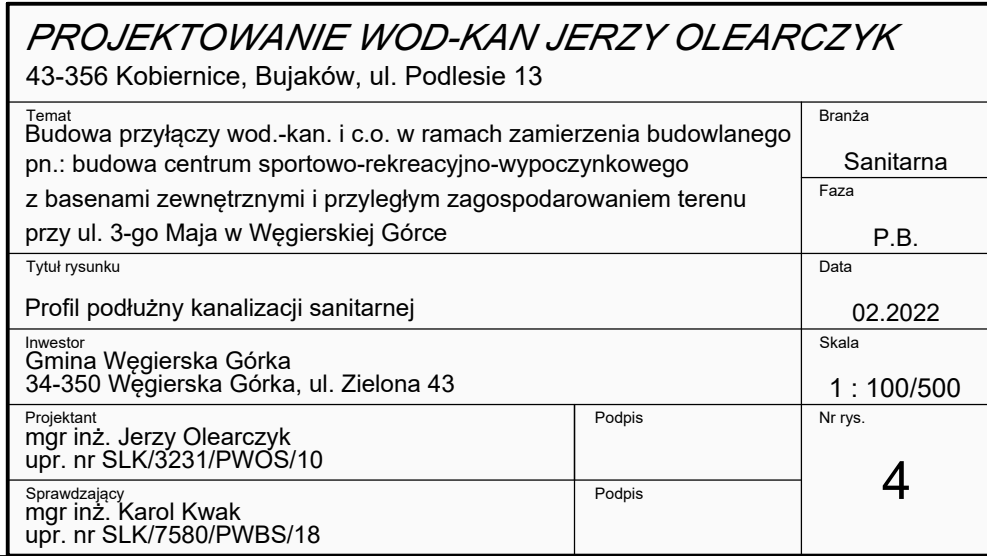 PROJEKTOWANIE WOD-KAN JERZY OLEARCZYK
43-356 Kobiernice, Bujaków, ul. Podlesie 13
Temat
Budowa przyłączy wod.-kan. i c.o. w ramach zamierzenia budowlanego
pn.: budowa centrum sportowo-rekreacyjno-wypoczynkowego
z basenami zewnętrznymi i przyległym zagospodarowaniem terenu
przy ul. 3-go Maja w Węgierskiej Górce
Branża
Sanitarna
Faza
P.B.
Tytuł rysunku
Profil podłużny kanalizacji sanitarnej
Data
02.2022
Inwestor
Gmina Węgierska Górka
34-350 Węgierska Górka, ul. Zielona 43
Skala
1 : 100/500
Projektant
mgr inż. Jerzy Olearczyk
upr. nr SLK/3231/PWOS/10
Podpis
Nr rys.
4
Sprawdzający
mgr inż. Karol Kwak
upr. nr SLK/7580/PWBS/18
Podpis